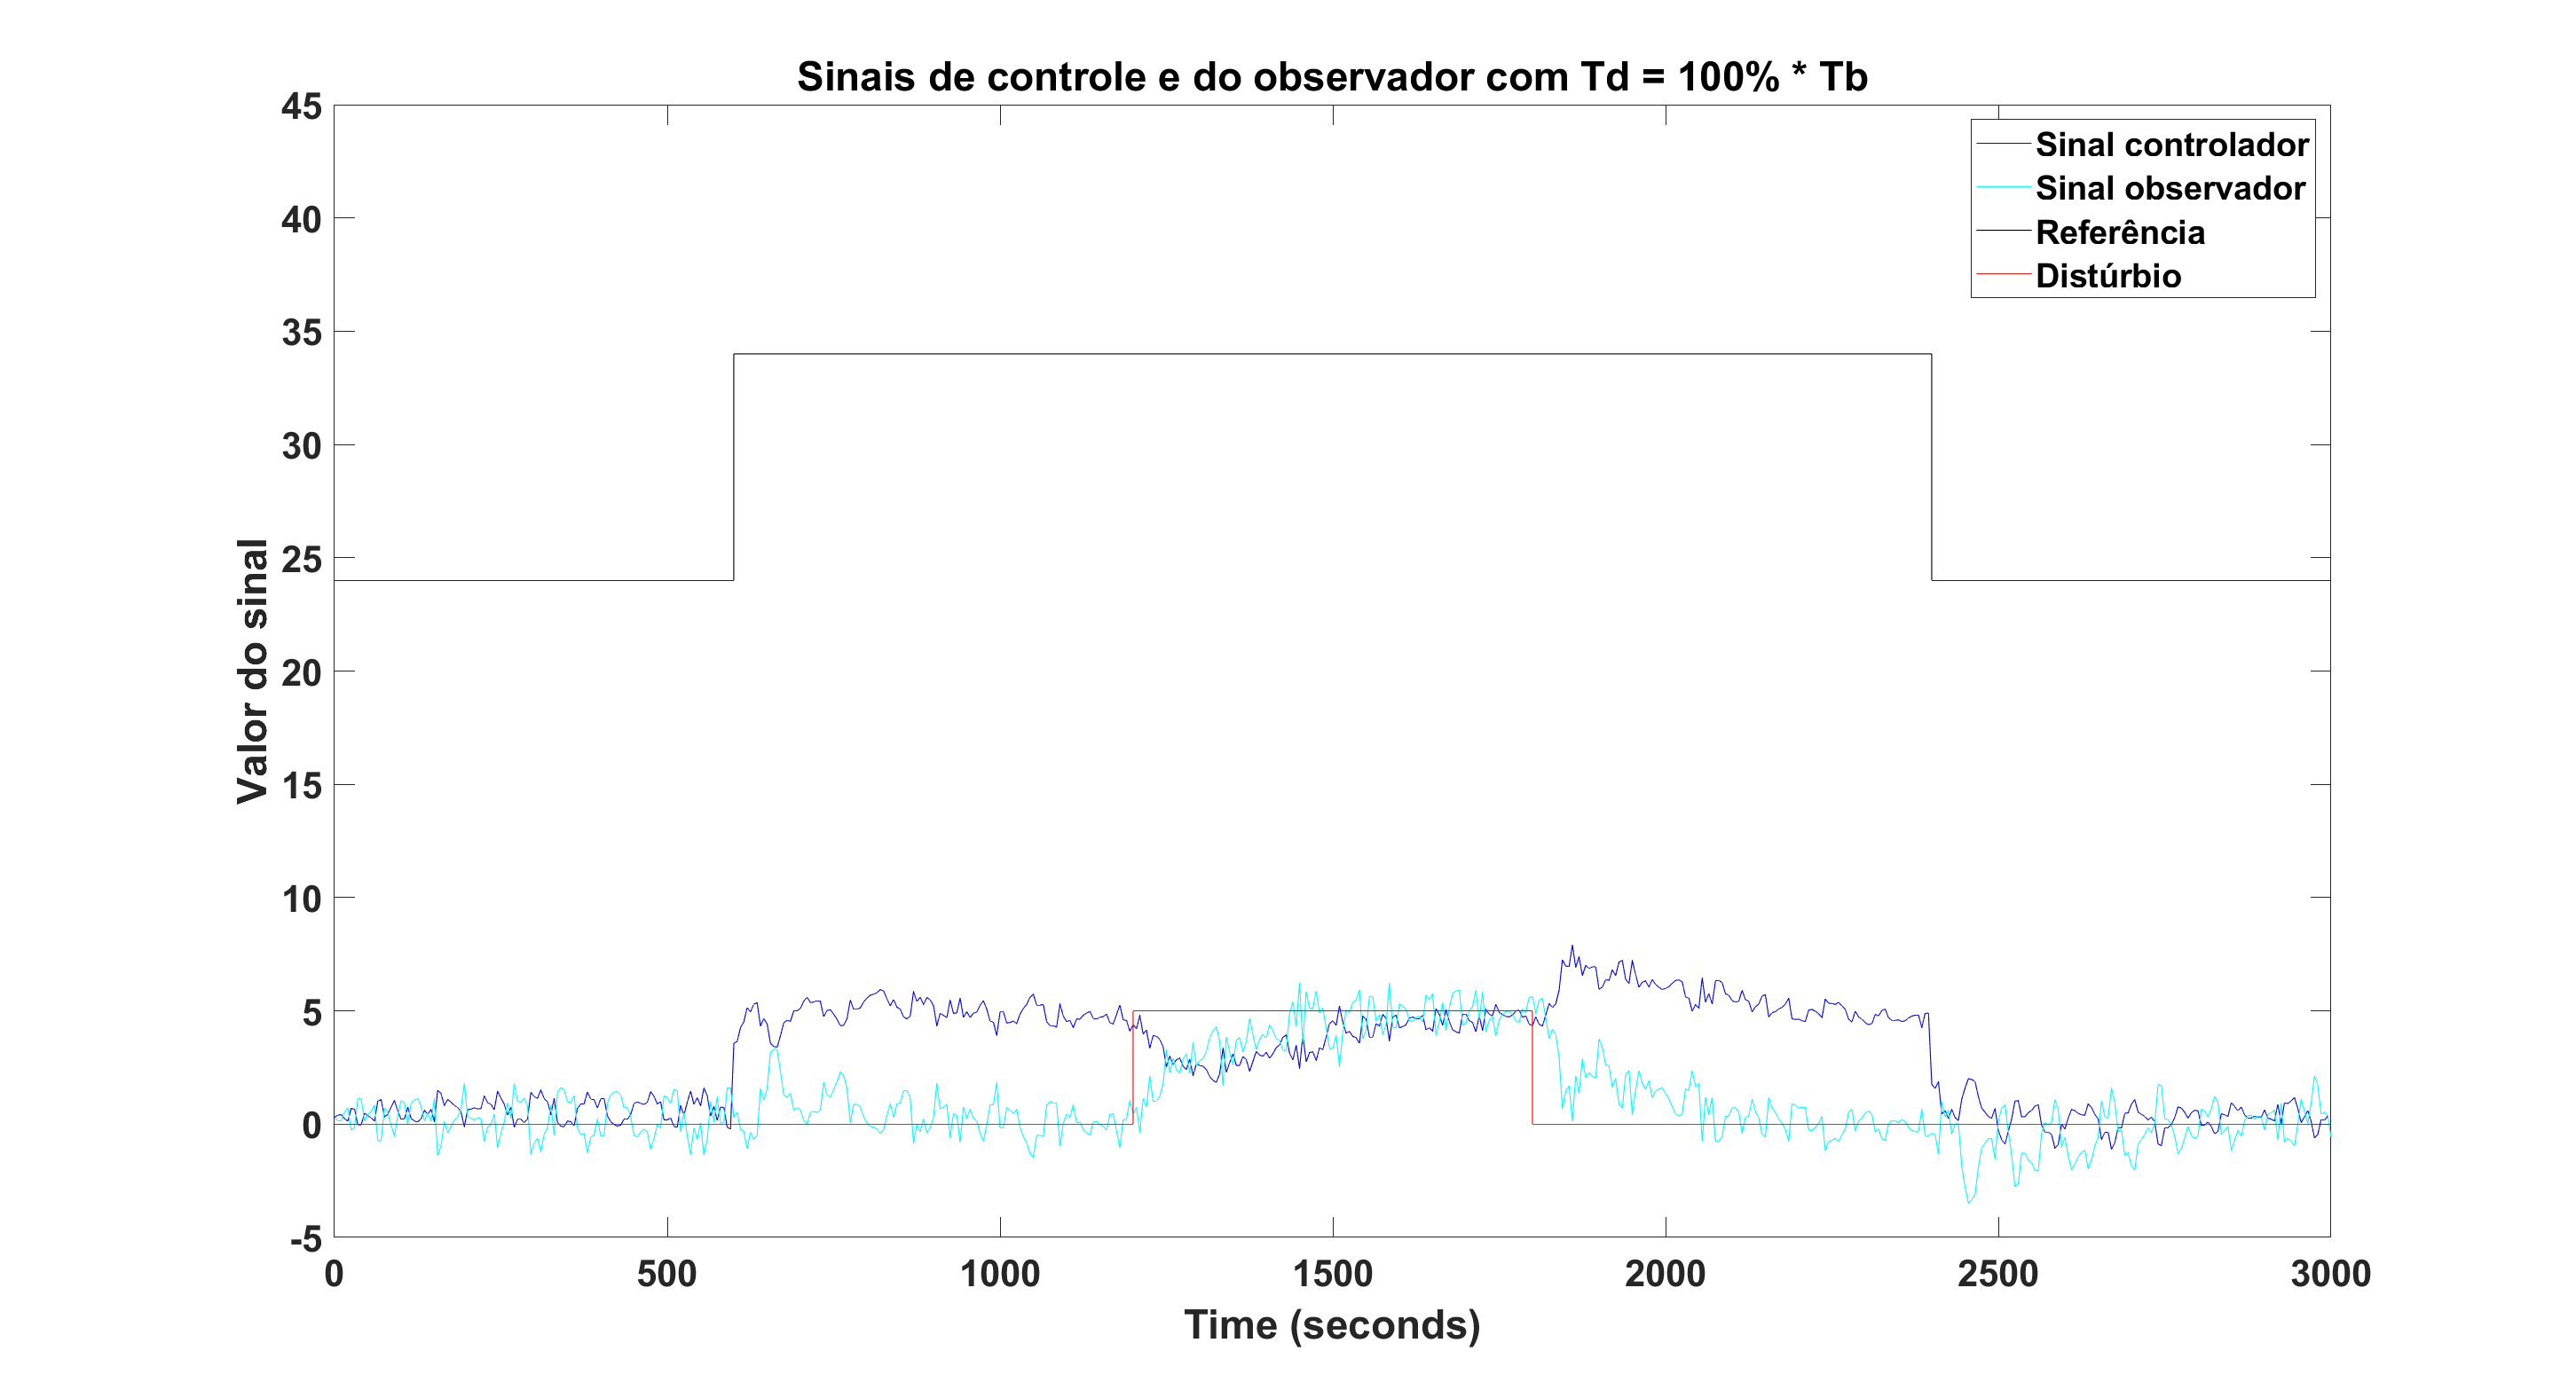 Sinais de controle e do observador com Td = 100% * Tb
45
40
35
30
25
20
15
10
5
0
-5
Valor do sinal
Sinal controlador
Sinal observador
Referência
Distúrbio
0 500 1000 1500 2000 2500 3000
Time (seconds)